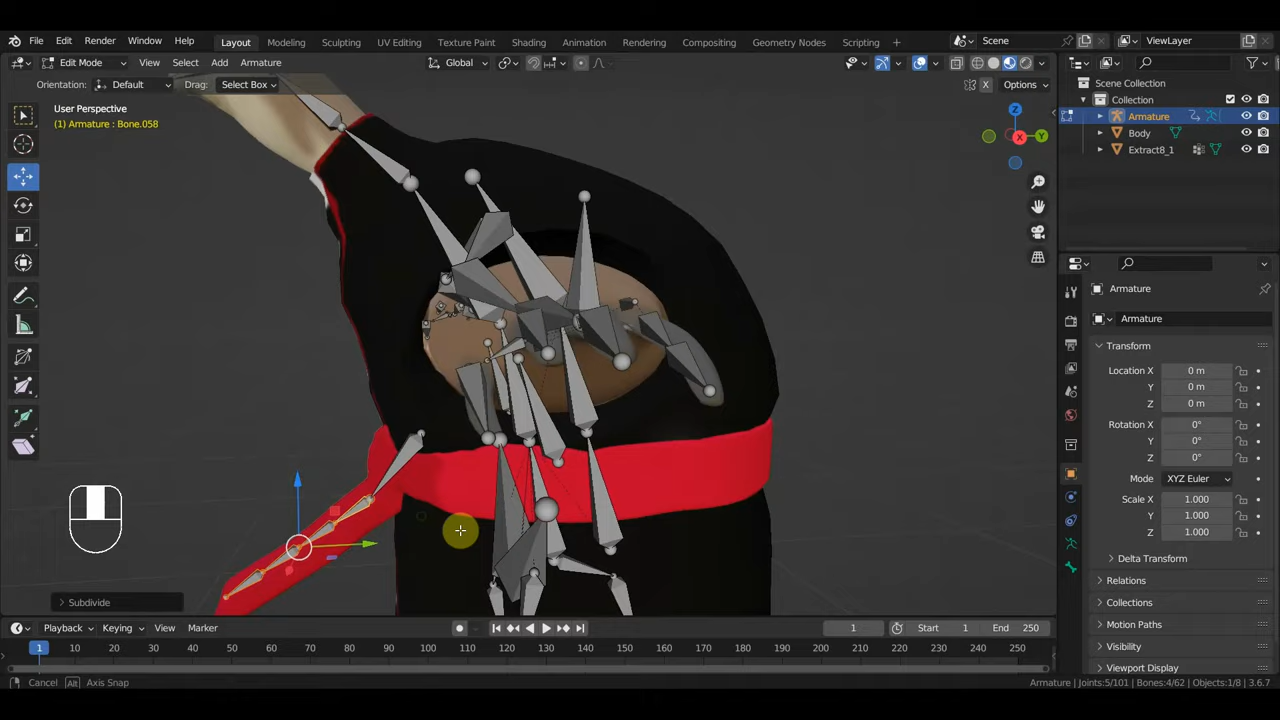 File Edit Render Window Help Layout Modeling Sculpting UV Editing Texture Paint Shading Animation Rendering Compositing Geometry Nodes Scripting + Scene ViewLayer
Edit Mode View Select Add Armature Global Options
Orientation: Default Drag: Select Box X
User Perspective
(1) Armature : Bone.058
Z
Y
X
Scene Collection
Collection
Armature
Body
Extract8_1
Armature
Armature
Transform
Location X 0 m
Y 0 m
Z 0 m
Rotation X 0°
Y 0°
Z 0°
Mode XYZ Euler
Scale X 1.000
Y 1.000
Z 1.000
Delta Transform
Relations
Collections
Motion Paths
Visibility
Viewport Display
Subdivide
Playback Keying View Marker 1 Start 1 End 250
1 10 20 30 40 50 60 70 80 90 100 110 120 130 140 150 160 170 180 190 200 210 220 230 240 250
Cancel Alt Axis Snap Armature | Joints:5/101 | Bones:4/62 | Objects:1/8 | 3.6.7